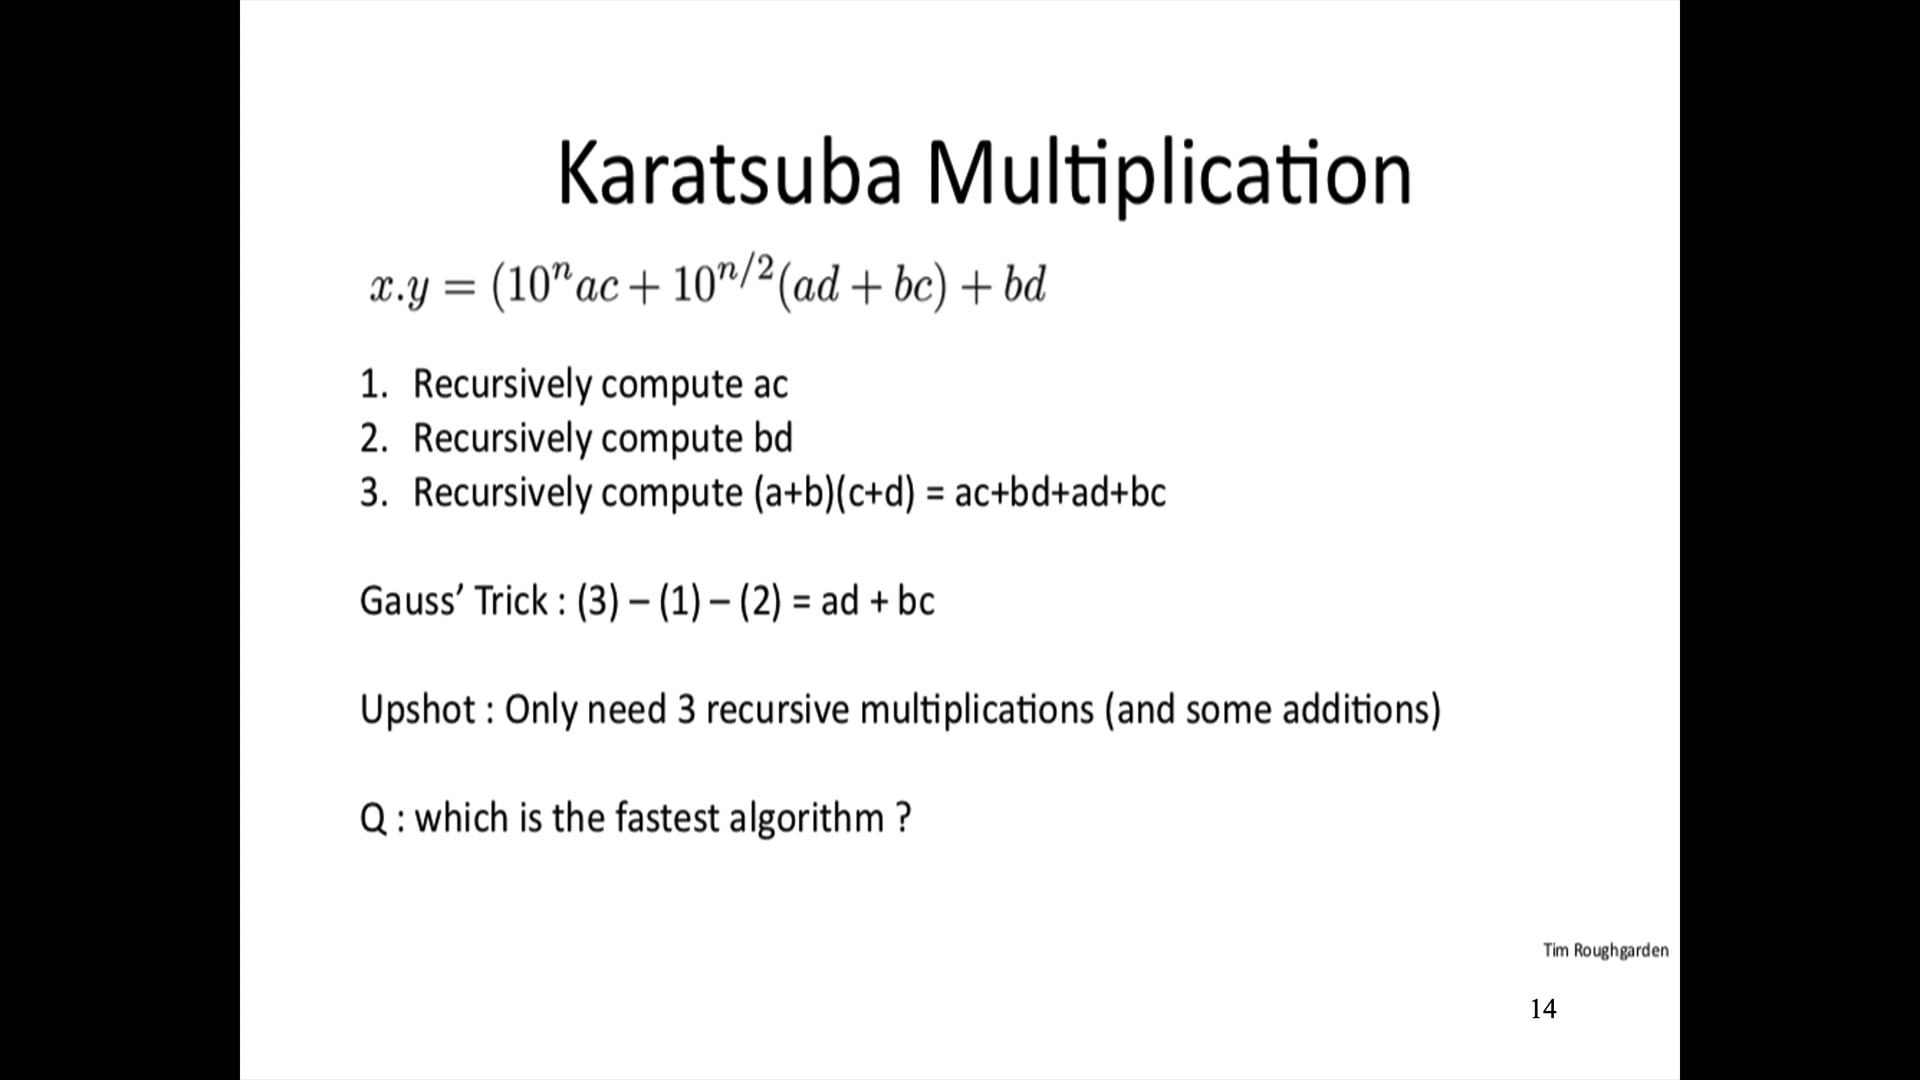 Karatsuba Multiplication
x.y = (10^n ac + 10^{n/2}(ad + bc) + bd
1. Recursively compute ac
2. Recursively compute bd
3. Recursively compute (a+b)(c+d) = ac+bd+ad+bc
Gauss’ Trick : (3) – (1) – (2) = ad + bc
Upshot : Only need 3 recursive multiplications (and some additions)
Q : which is the fastest algorithm ?
Tim Roughgarden
14